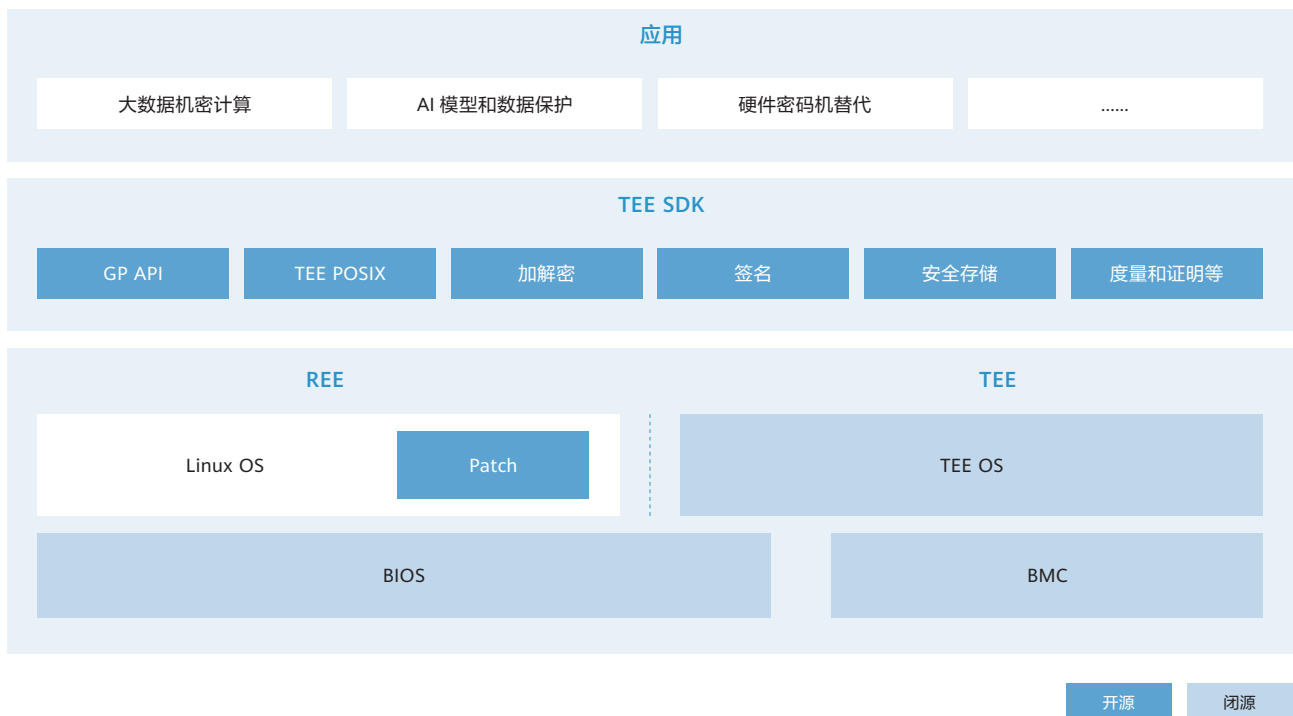 应用
大数据机密计算
AI 模型和数据保护
硬件密码机替代
......
TEE SDK
GP API
TEE POSIX
加解密
签名
安全存储
度量和证明等
REE
TEE
Linux OS
Patch
TEE OS
BIOS
BMC
开源
闭源